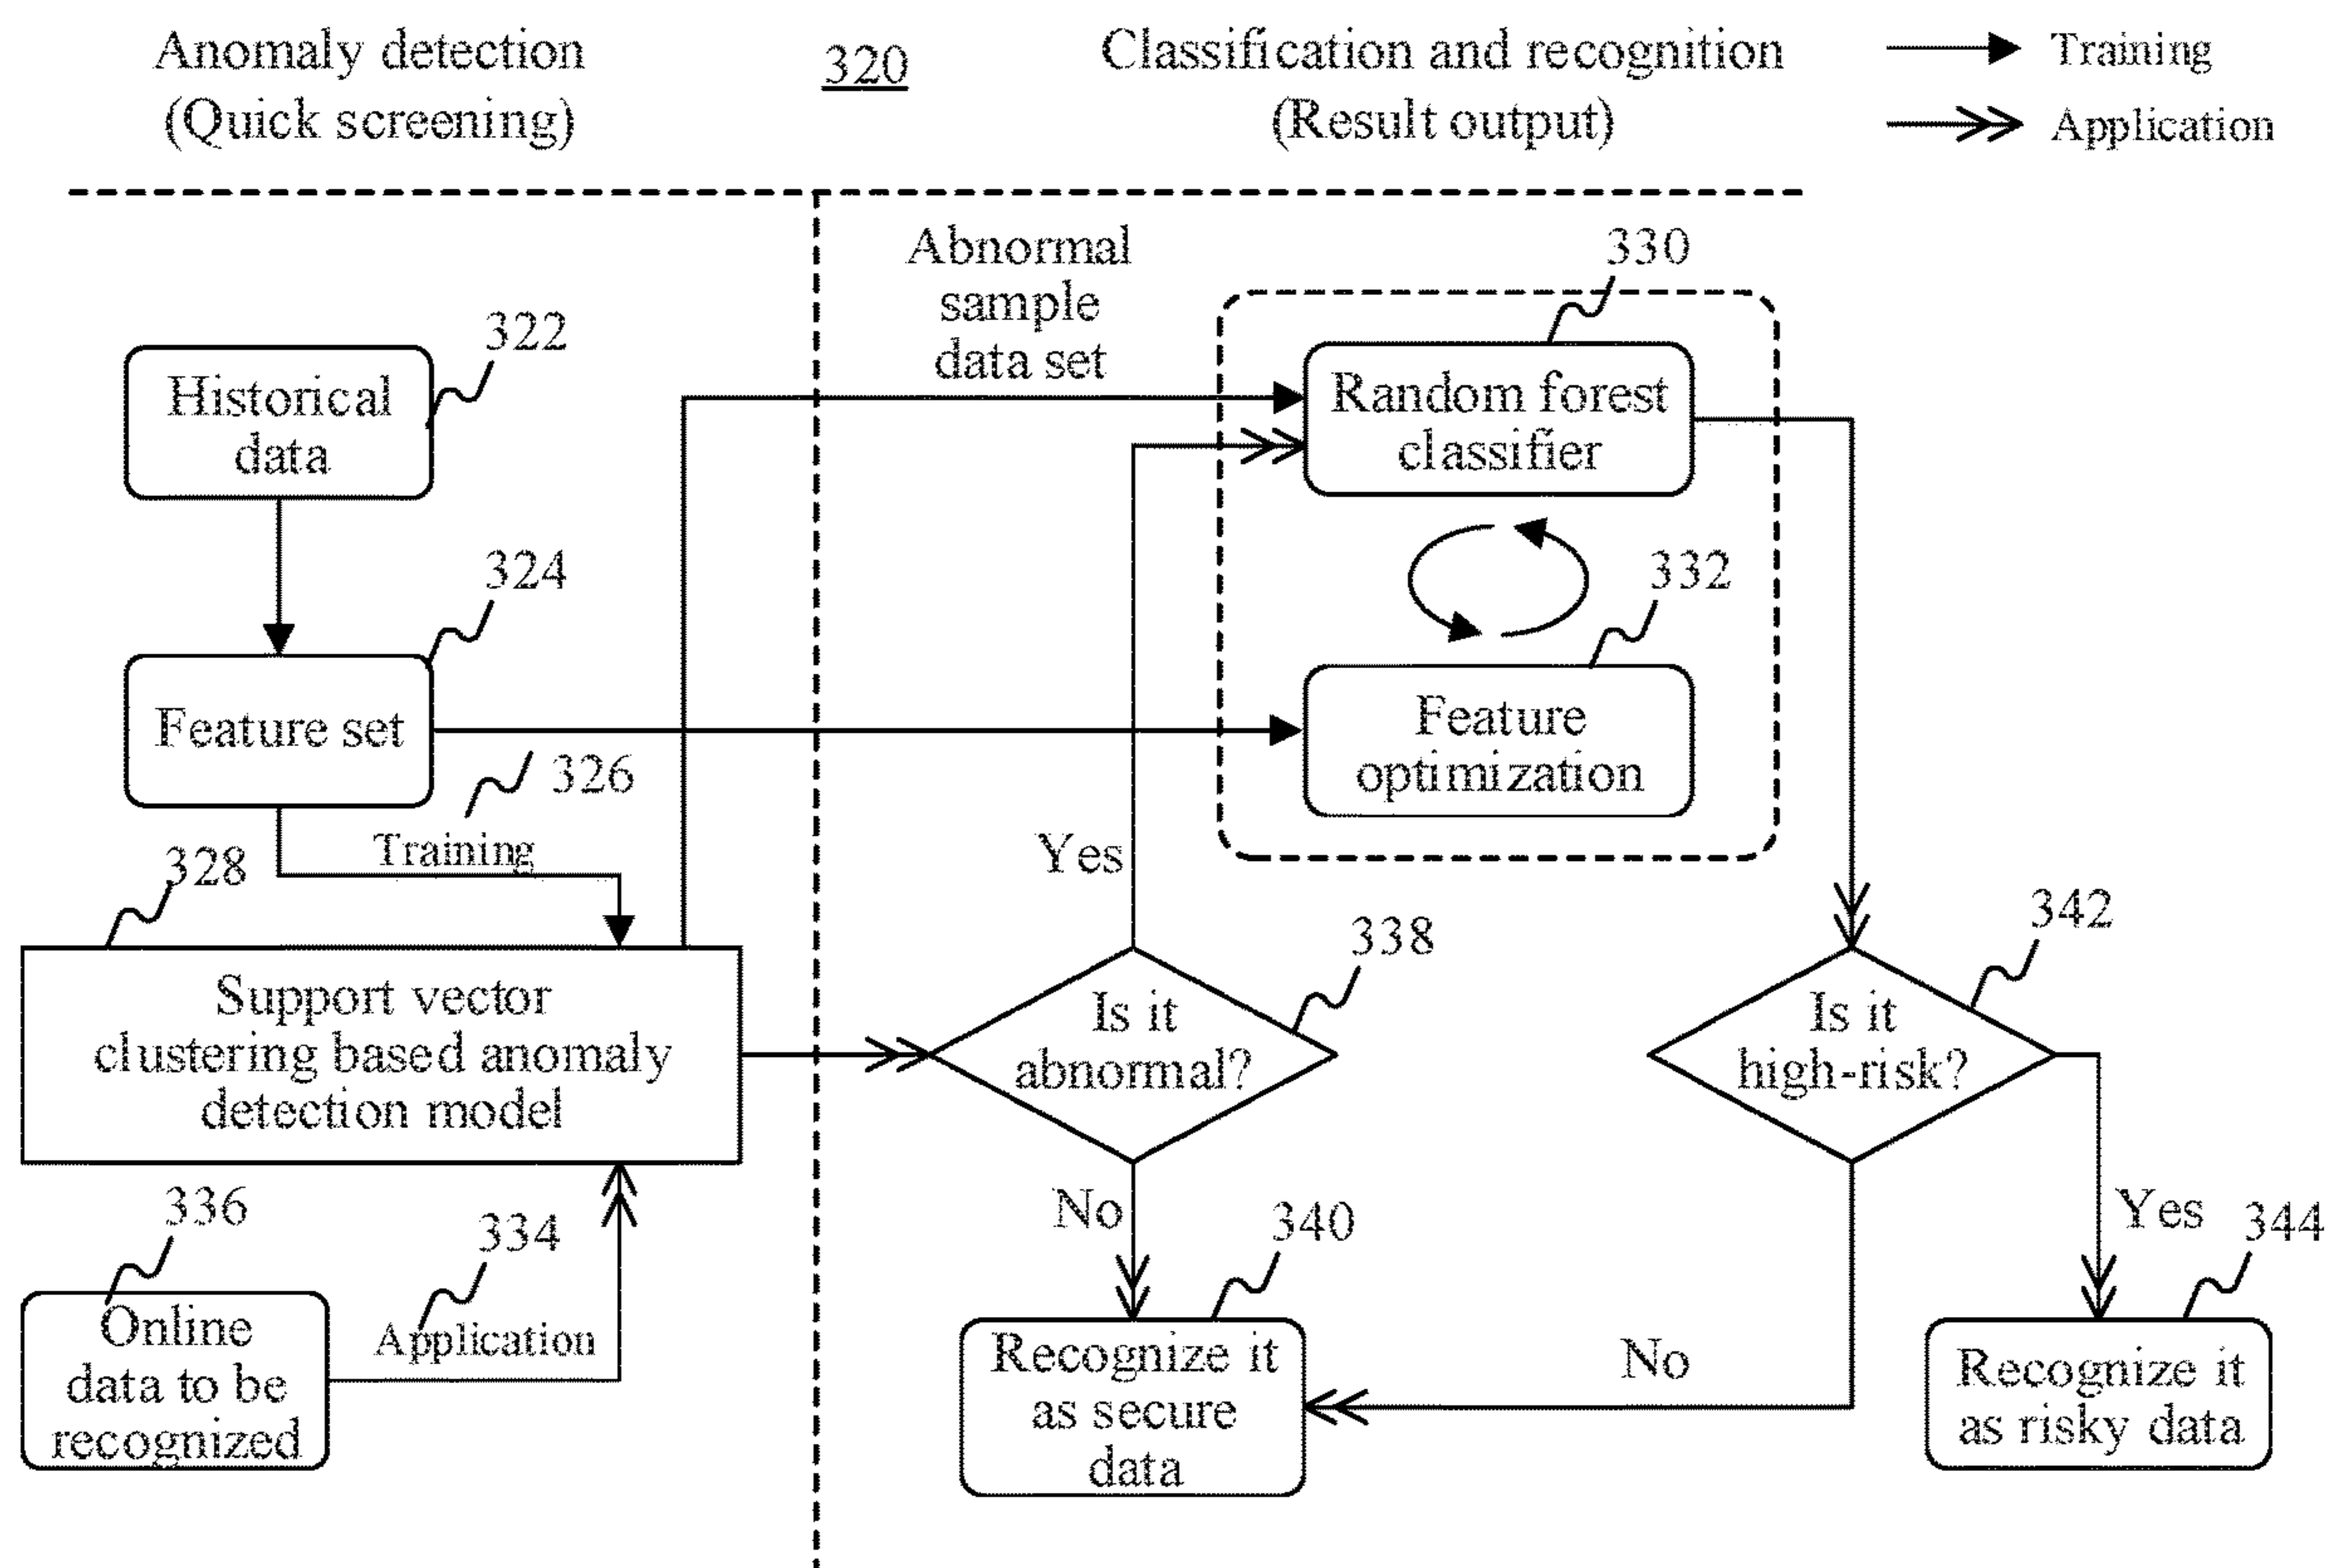 Anomaly detection
(Quick screening)
320
Classification and recognition
(Result output)
Training
Application
Abnormal
sample
data set
330
322
Historical
data
Random forest
classifier
324
332
Feature set
Feature
optimization
326
Training
328
Yes
338
342
Support vector
clustering based anomaly
detection model
Is it
abnormal?
Is it
high-risk?
336
334
No
340
Yes
344
Online
data to be
recognized
Application
Recognize it
as secure
data
No
Recognize it
as risky data